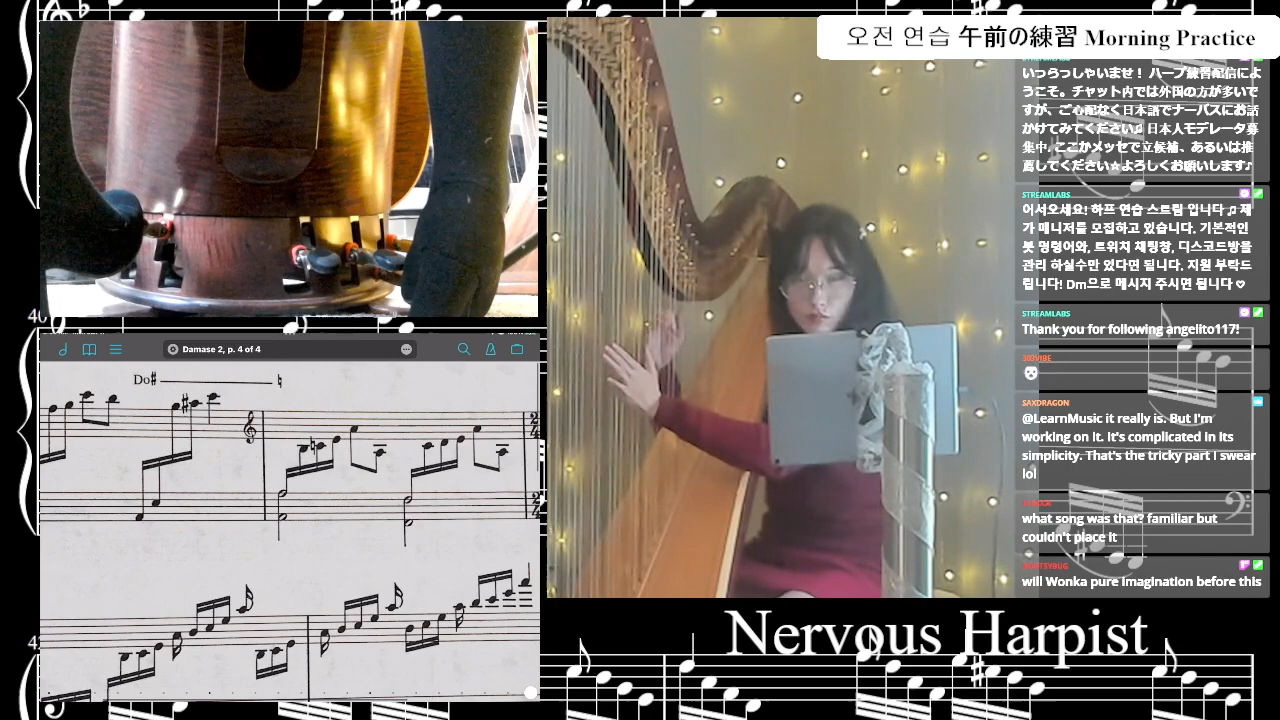 오전 연습 午前の練習 Morning Practice
STREAMLABS
いっろっしゃいませ！ ハープ練習配信によ
うこそ。チャット内では外国の方が多いで
すが、ご心配なく日本語でナーバスにお話
かけてみてください♫ 日本人モデレータ募
集中。ここかメッセで立候補、あるいは推
薦してください☆よろしくお願いします♪
STREAMLABS
어서오세요! 하프 연습 스트림 입니다 ♫ 제
가 매니저를 모집하고 있습니다. 기본적인
봇 명령어와, 트위치 채팅창, 디스코드방을
관리 하실수만 있다면 됩니다. 지원 부탁드
립니다! Dm으로 메시지 주시면 됩니다 ♡
STREAMLABS
Thank you for following angelito117!
303VIBE
SAXDRAGON
@LearnMusic it really is. But I'm
working on it. It's complicated in its
simplicity. That's the tricky part I swear
lol
what song was that? familiar but
couldn't place it
will Wonka pure imagination before this
Damase 2, p. 4 of 4
Do#
Nervous Harpist